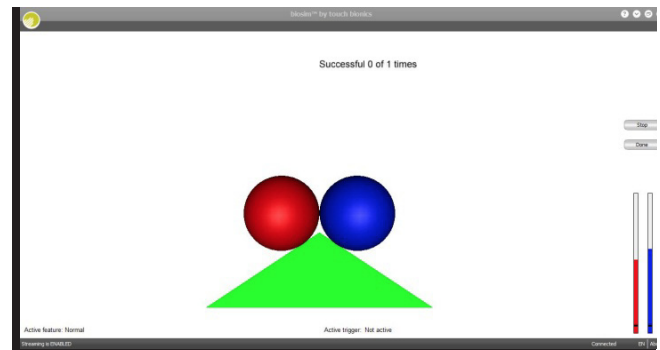 biosim™ by touch bionics
Successful 0 of 1 times
Stop
Done
Active feature: Normal
Active trigger: Not active
Streaming is ENABLED
Connected
EN